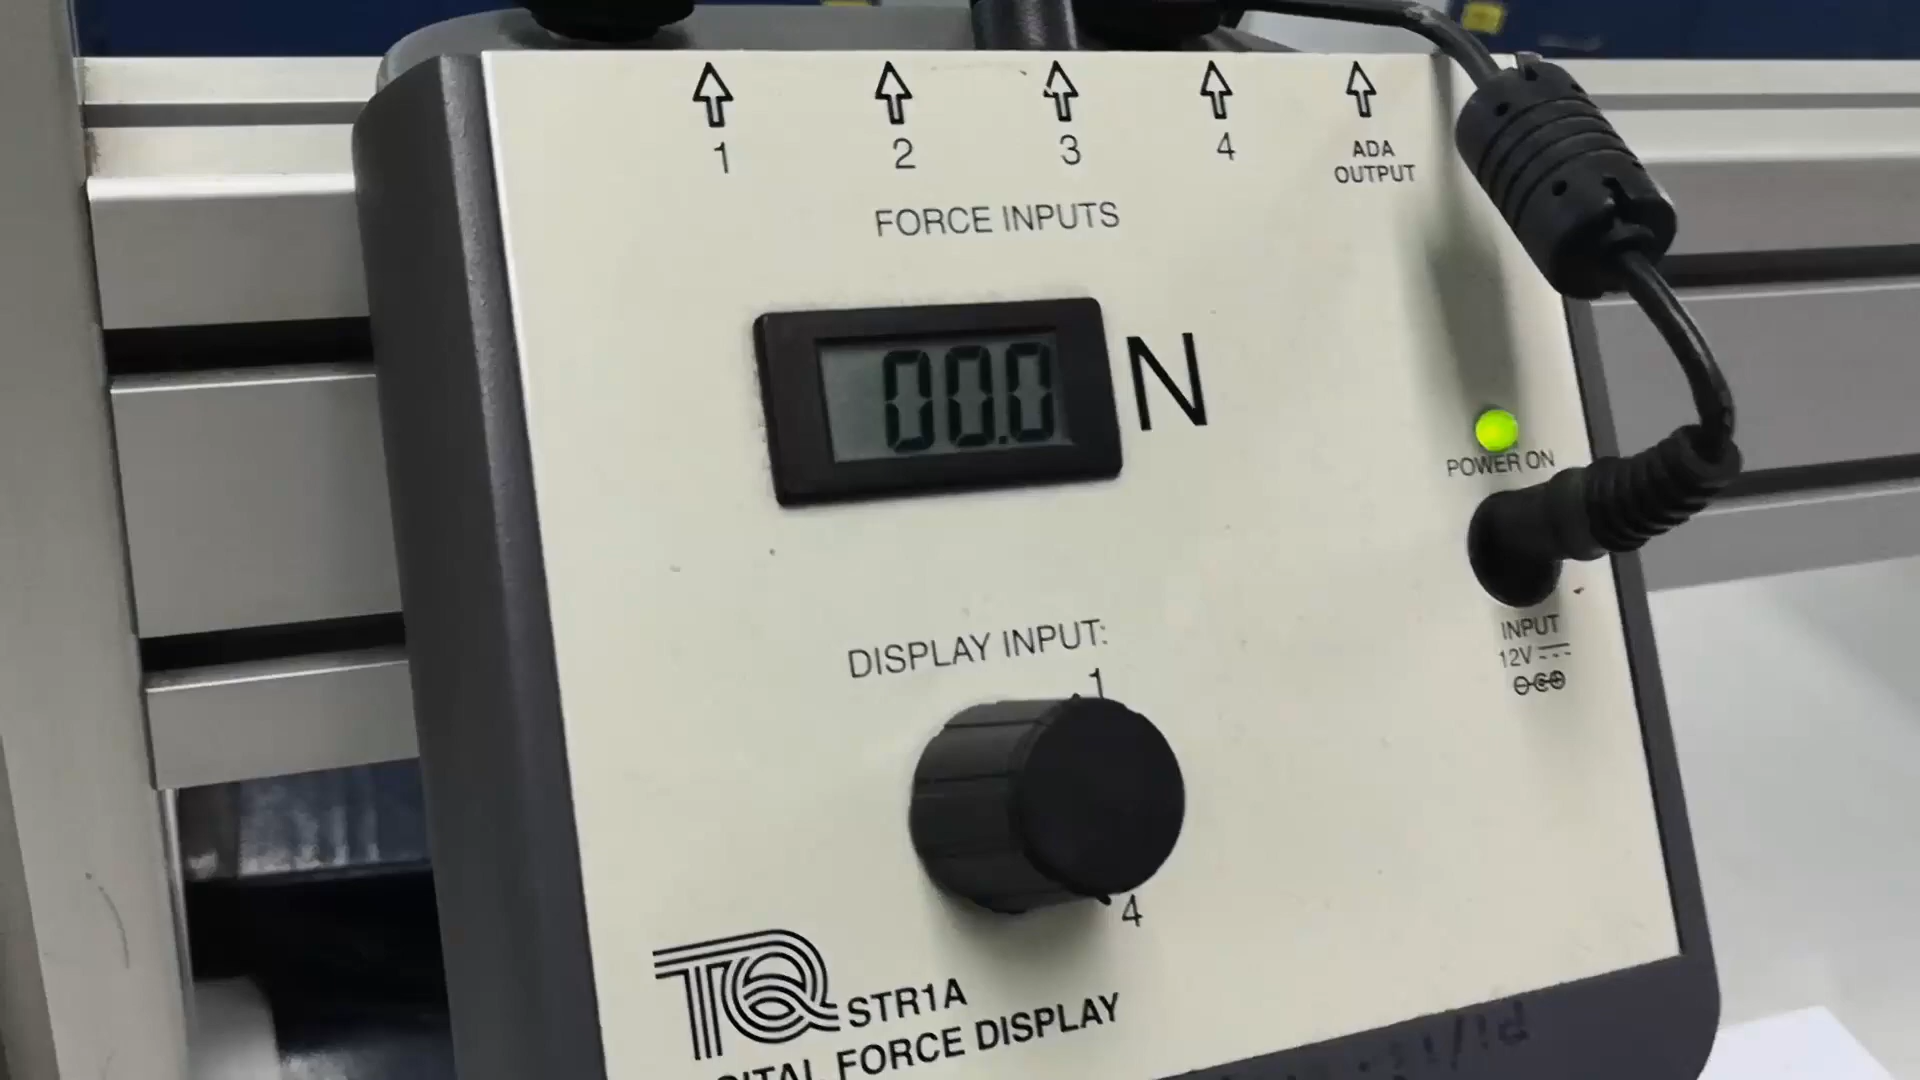 1 2 3 4
ADA
OUTPUT
FORCE INPUTS
00.0 N
POWER ON
INPUT
12V
DISPLAY INPUT:
1
4
TQ STR1A
FORCE DISPLAY